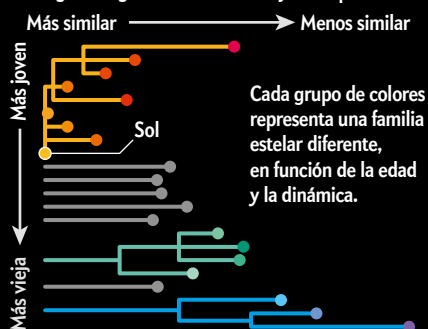 Más similar
Menos similar
Más joven
Sol
Cada grupo de colores
representa una familia
estelar diferente,
en función de la edad
y la dinámica.
Más vieja